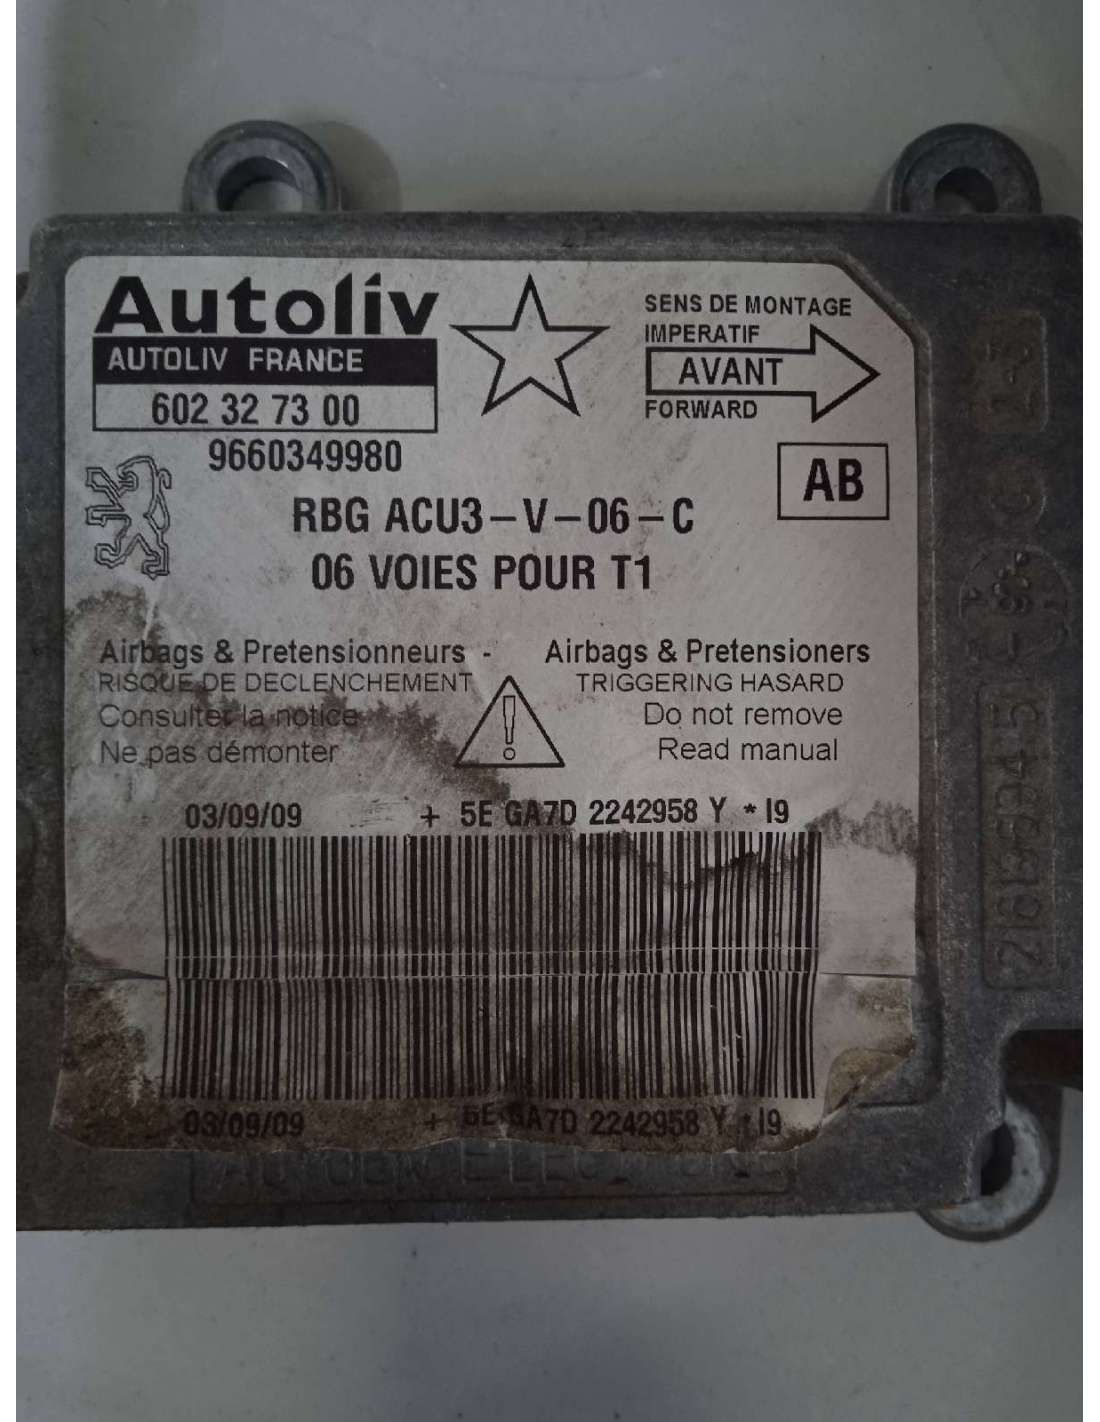 Autoliv
AUTOLIV FRANCE
602 32 73 00
9660349980
SENS DE MONTAGE
IMPERATIF
AVANT
FORWARD
AB
RBG ACU3-V-06-C
06 VOIES POUR T1
Airbags & Pretensionneurs - Airbags & Pretensioners
RISQUE DE DECLENCHEMENT TRIGGERING HASARD
Consulter la notice Do not remove
Ne pas démonter Read manual
03/09/09 + 5E GA7D 2242958 Y * I9
03/09/09 + 5E GA7D 2242958 Y * I9